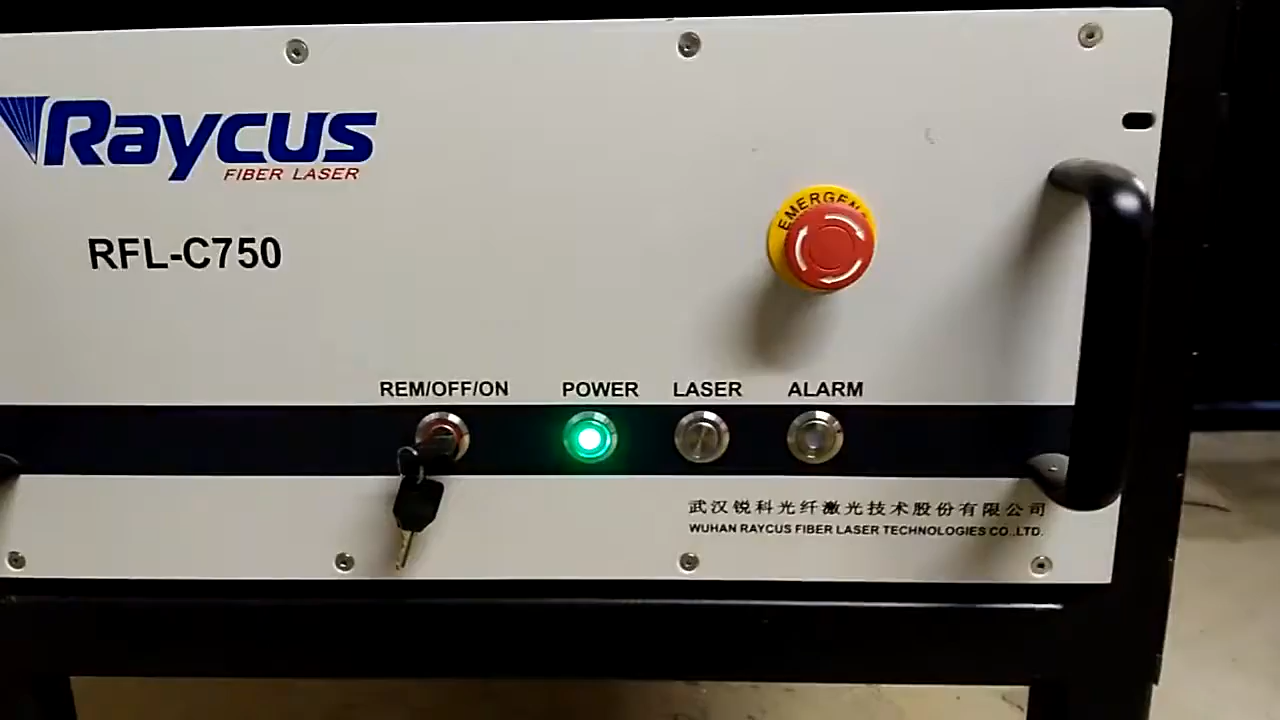 Raycus
FIBER LASER
RFL-C750
REM/OFF/ON
POWER
LASER
ALARM
武汉锐科光纤激光技术股份有限公司
WUHAN RAYCUS FIBER LASER TECHNOLOGIES CO.,LTD.